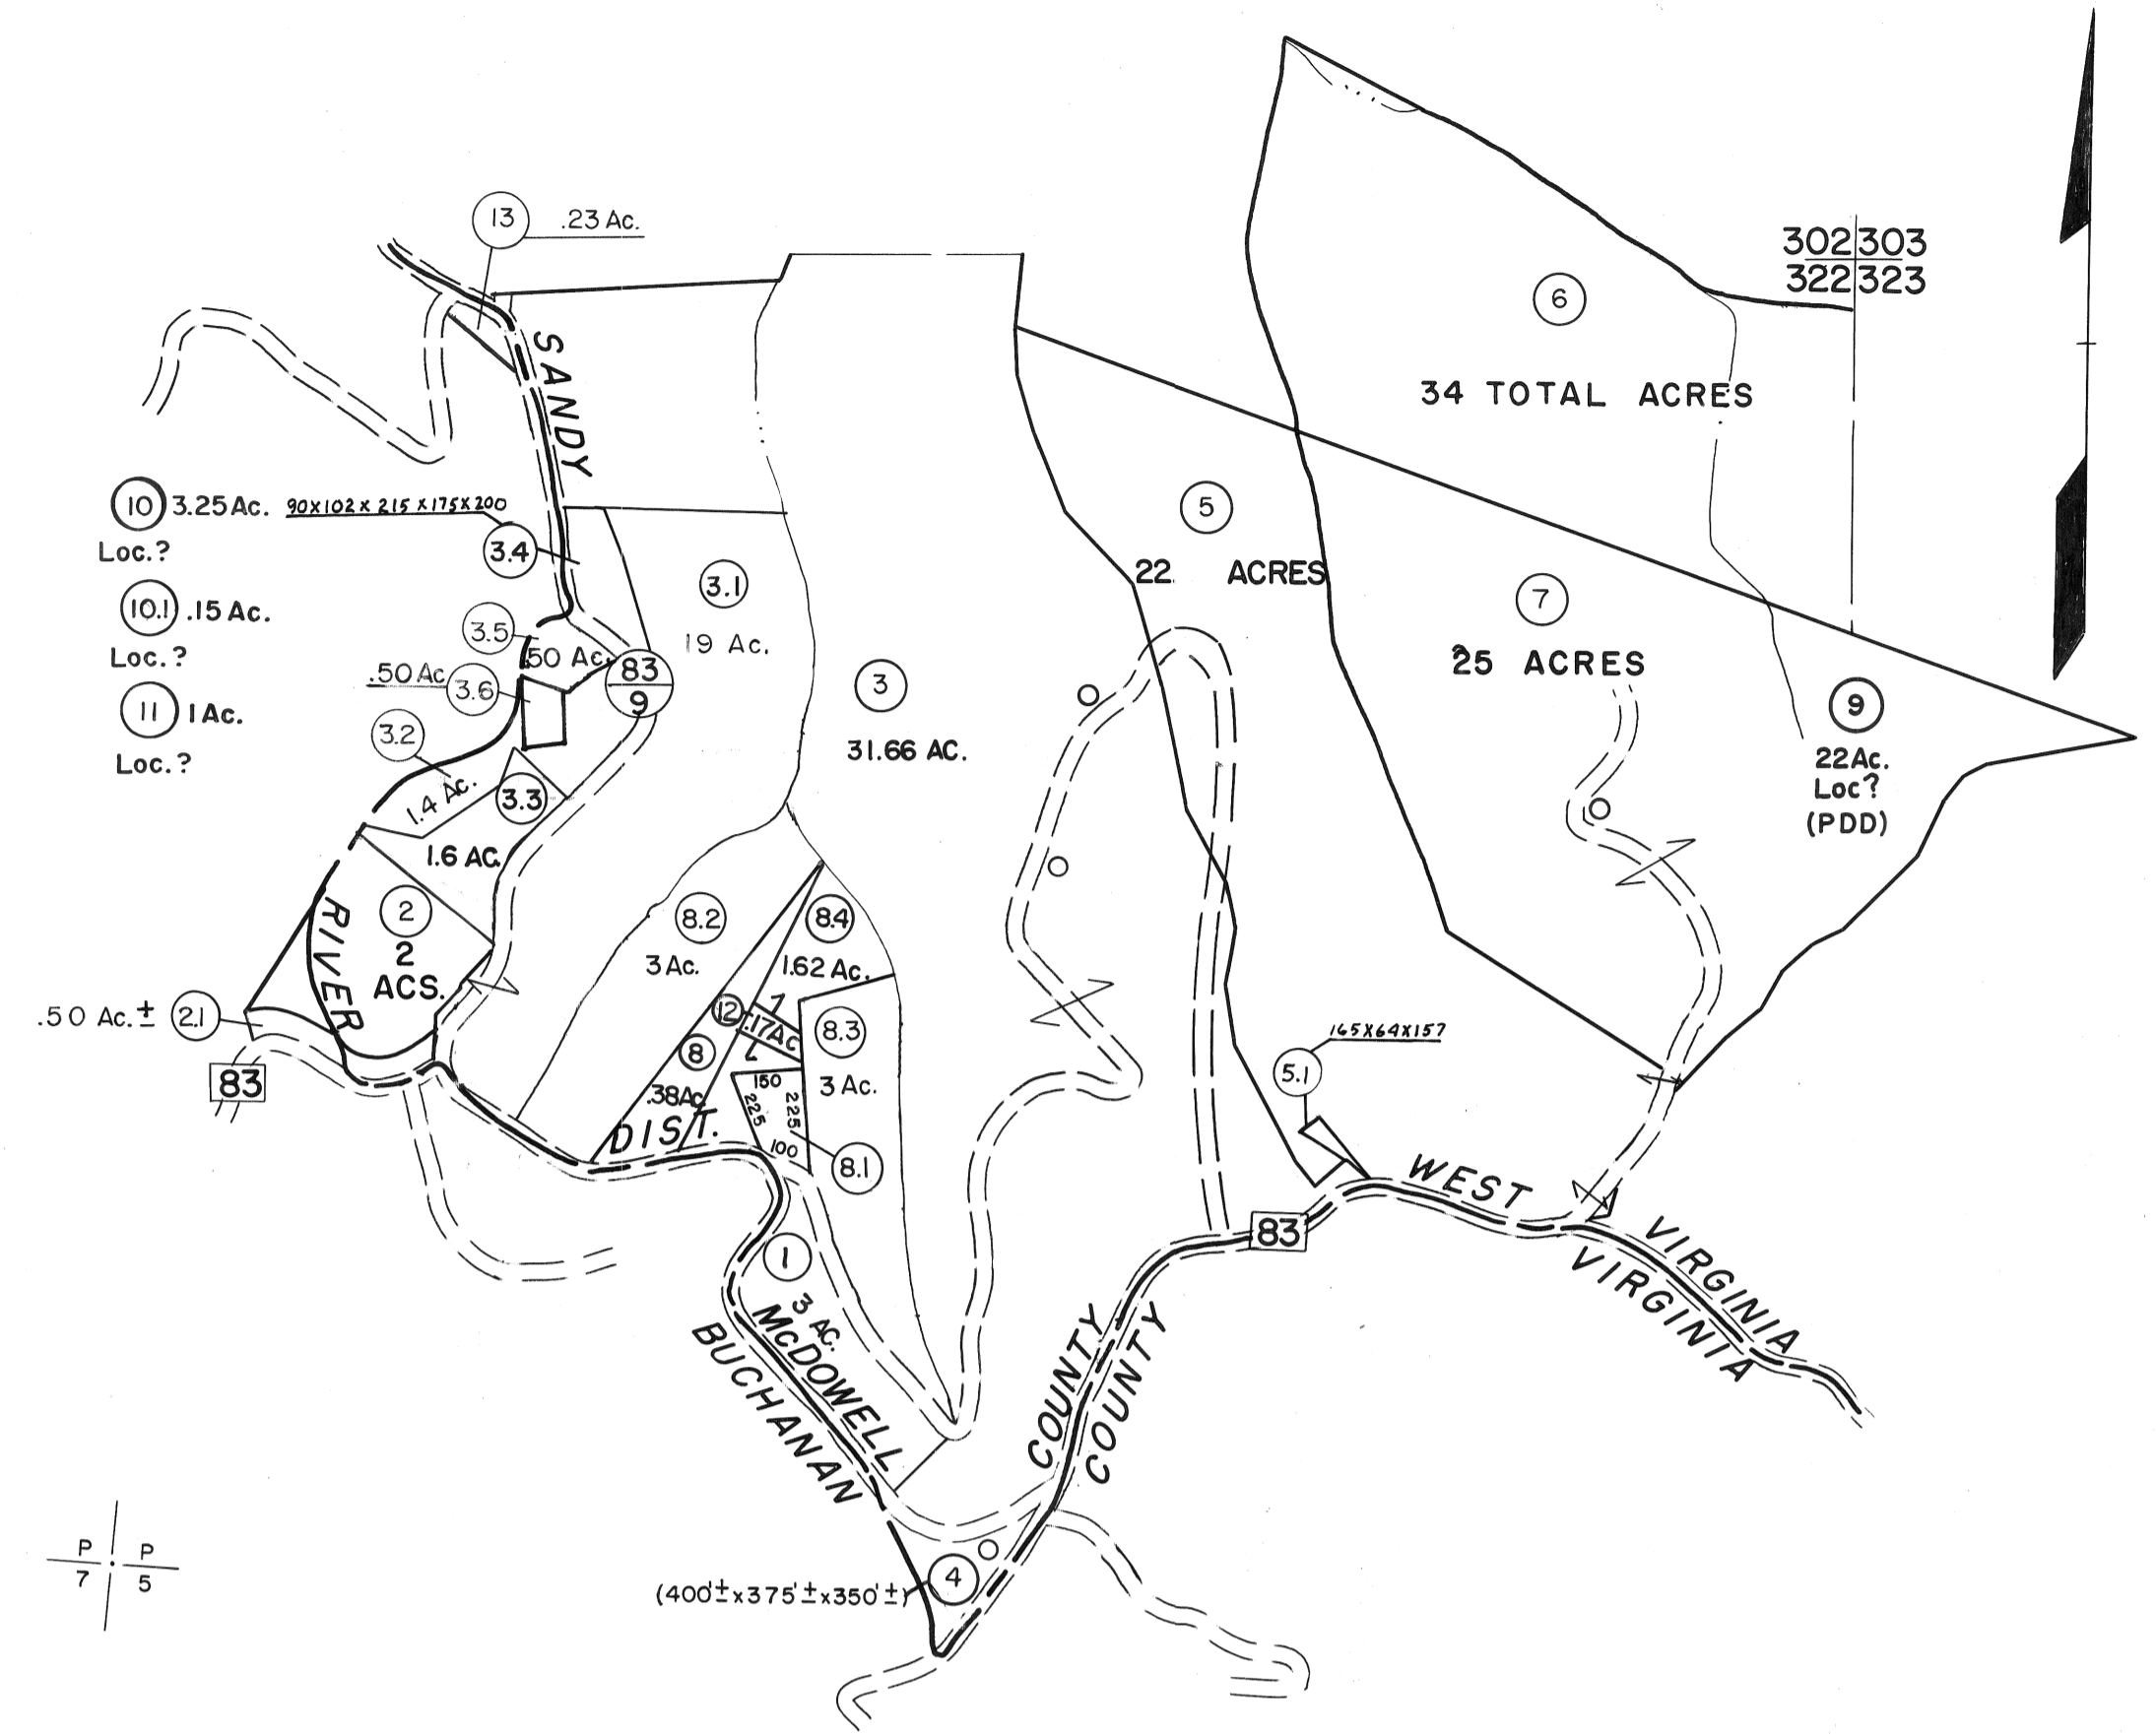 13 .23 Ac.
302 303
322 323
6
34 TOTAL ACRES
SANDY
10 3.25 Ac.
Loc.?
90X102X215X175X200
3.4
5
22 ACRES
10.1 .15 Ac.
Loc.?
3.1
19 Ac.
7
25 ACRES
3.5
.50 Ac.
83
9
.50 Ac
3.6
3
31.66 AC.
11 1 Ac.
Loc.?
3.2
1.4 Ac.
3.3
1.6 AC.
9
22 Ac.
Loc?
(PDD)
2
2
ACS.
RIVER
8.2
3 Ac.
8.4
1.62 Ac.
.50 Ac.± 2.1
83
12
.17Ac
8.3
3 Ac.
8
.38Ac
150
225
225
100
8.1
DIST.
165X64X157
5.1
83
WEST VIRGINIA
VIRGINIA
1
3 AC.
McDOWELL COUNTY
BUCHANAN COUNTY
4
(400'±x375'±x350'±)
P P
7 5